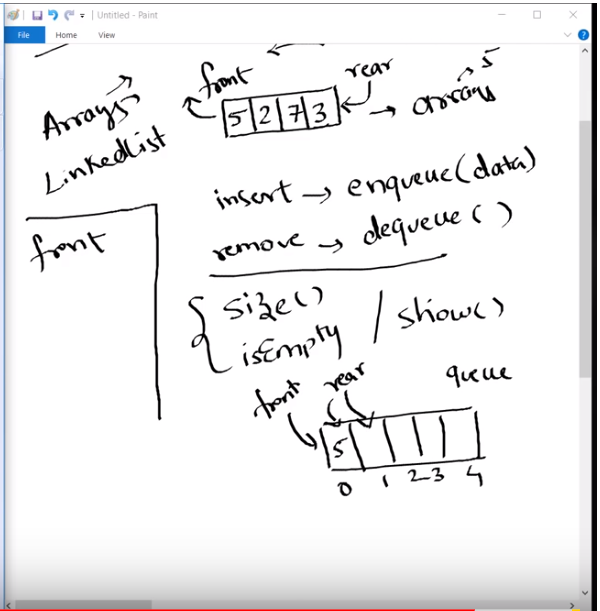 Untitled - Paint
File Home View
front rear
Arrays
5 2 7 3 → arrays 5
LinkedList
insert → enqueue(data)
remove → dequeue()
front
size()
isEmpty / show()
front rear queue
5
0 1 2 3 4